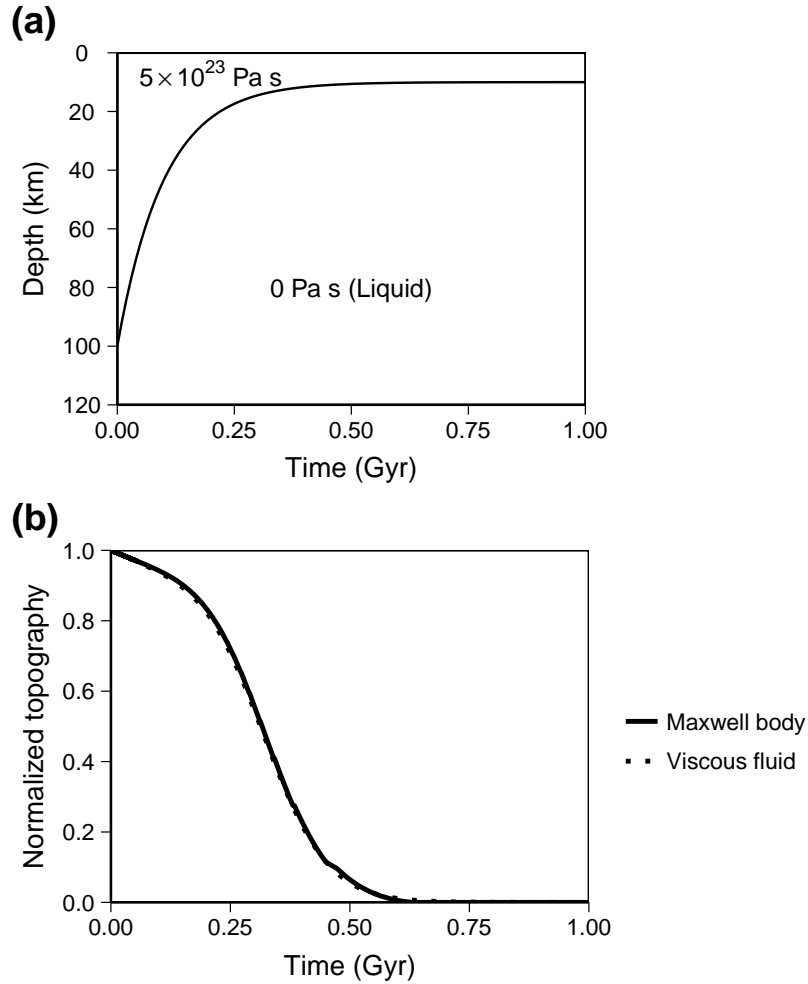 (a)
0
20
40
60
80
100
120
Depth (km)
5 × 10²³ Pa s
0 Pa s (Liquid)
0.00 0.25 0.50 0.75 1.00
Time (Gyr)
(b)
1.0
0.8
0.6
0.4
0.2
0.0
Normalized topography
Maxwell body
Viscous fluid
0.00 0.25 0.50 0.75 1.00
Time (Gyr)